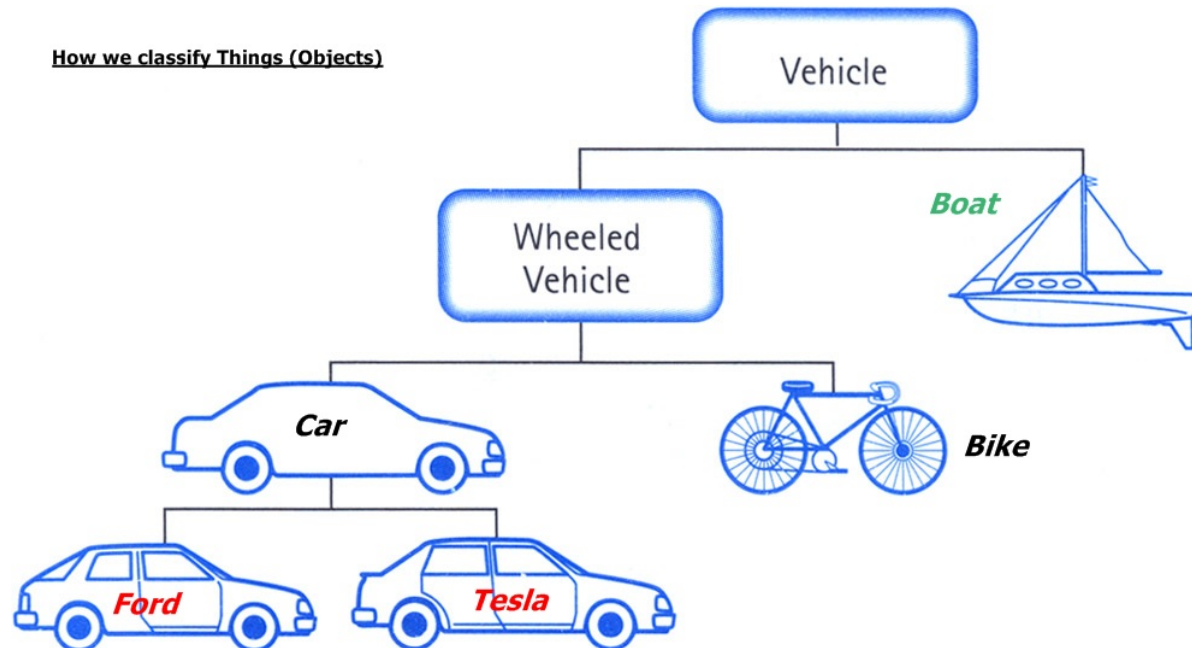 How we classify Things (Objects)
Vehicle
Boat
Wheeled
Vehicle
Car
Bike
Ford
Tesla